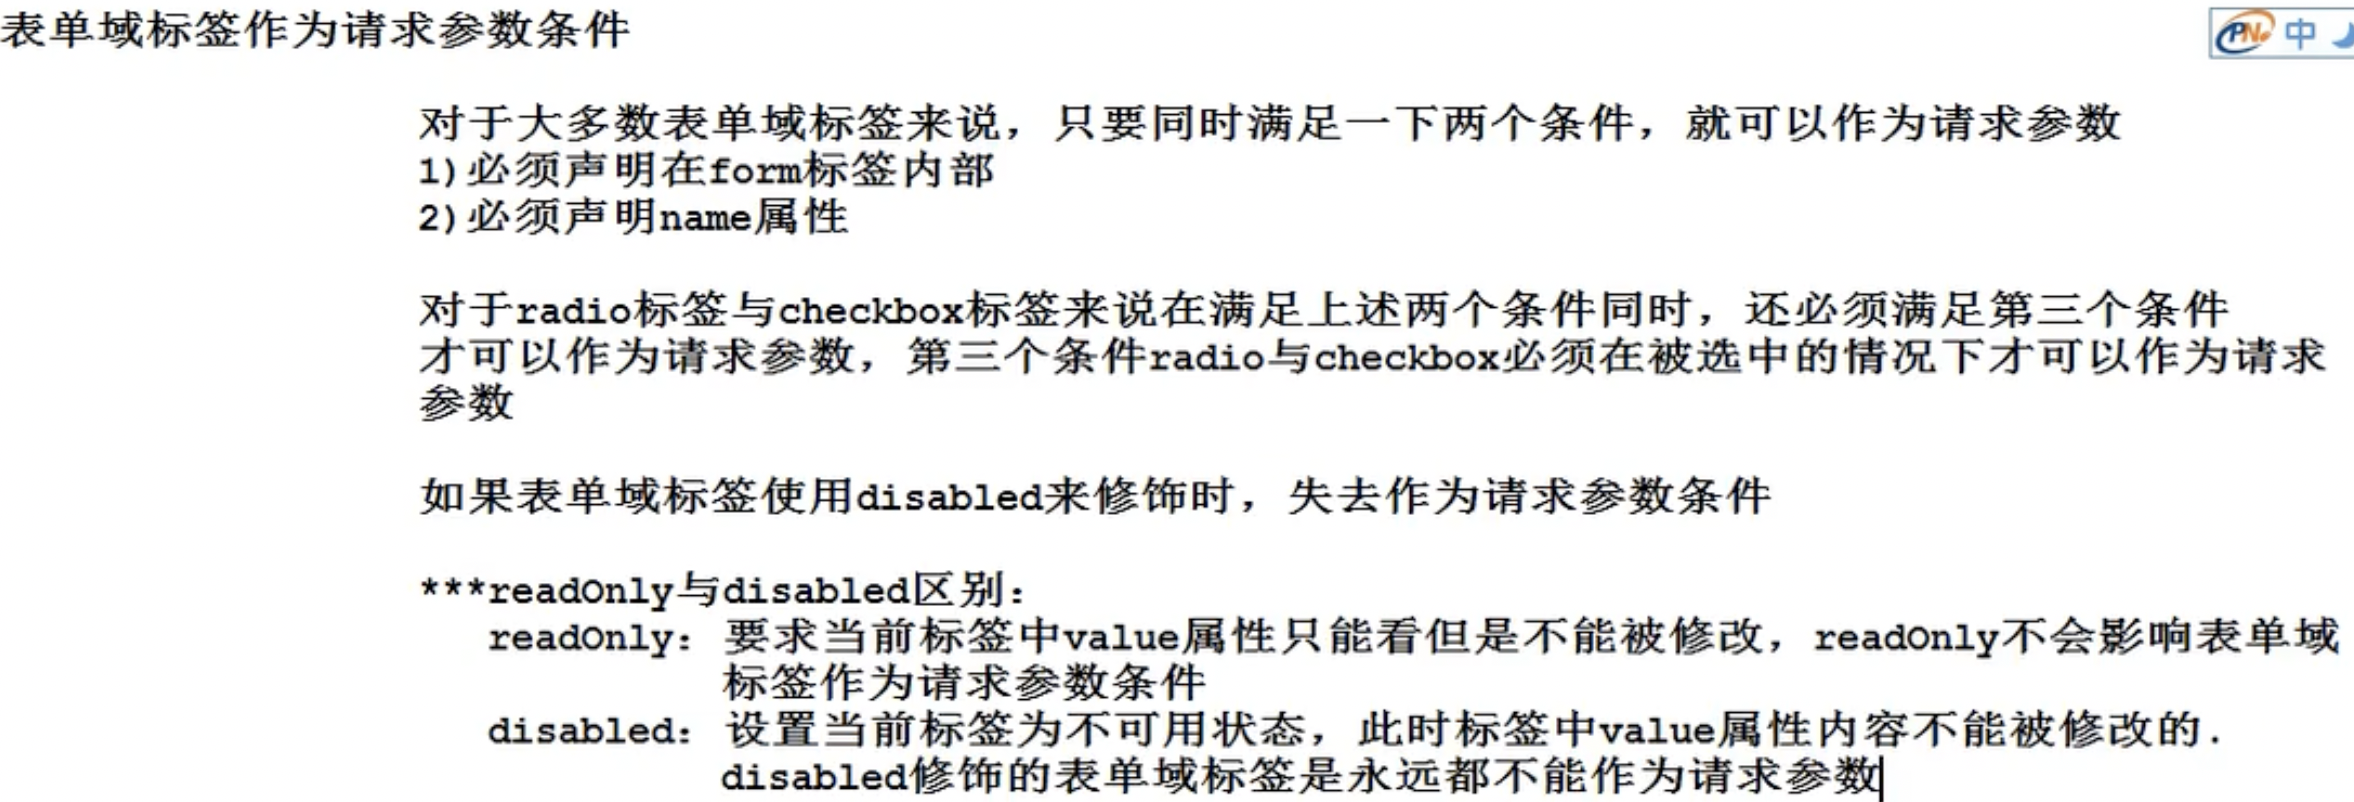 表单域标签作为请求参数条件
中
对于大多数表单域标签来说，只要同时满足一下两个条件，就可以作为请求参数
1)必须声明在form标签内部
2)必须声明name属性
对于radio标签与checkbox标签来说在满足上述两个条件同时，还必须满足第三个条件
才可以作为请求参数，第三个条件radio与checkbox必须在被选中的情况下才可以作为请求
参数
如果表单域标签使用disabled来修饰时，失去作为请求参数条件
***readOnly与disabled区别：
readOnly：要求当前标签中value属性只能看但是不能被修改，readOnly不会影响表单域
标签作为请求参数条件
disabled：设置当前标签为不可用状态，此时标签中value属性内容不能被修改的.
disabled修饰的表单域标签是永远都不能作为请求参数